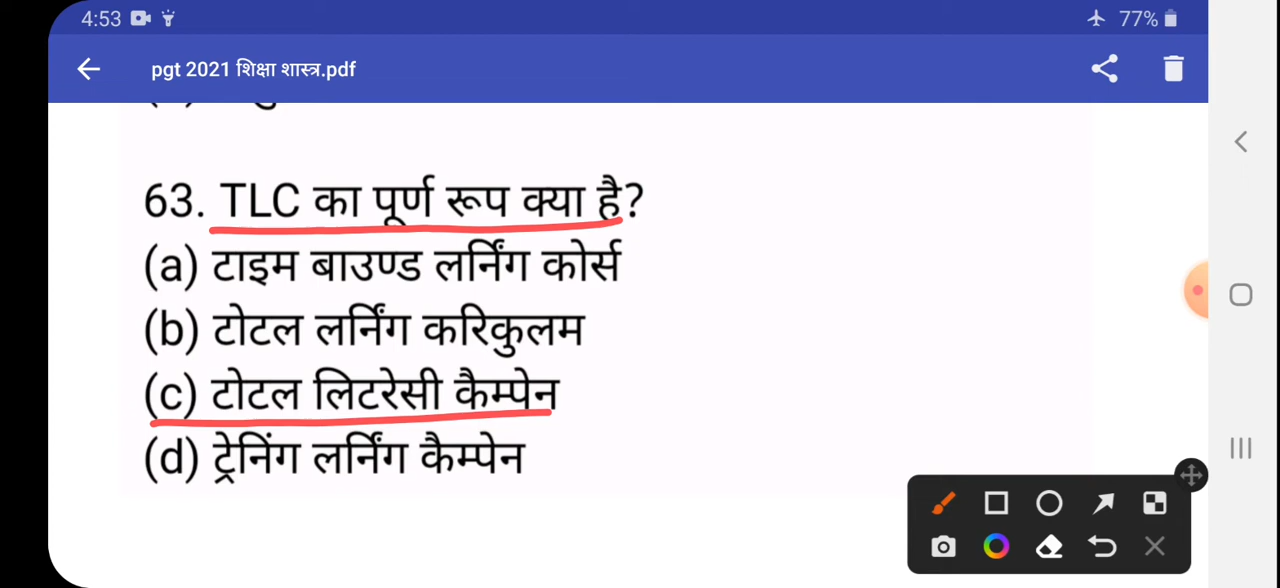 4:53
77%
pgt 2021 शिक्षा शास्त्र.pdf
63. TLC का पूर्ण रूप क्या है?
(a) टाइम बाउण्ड लर्निंग कोर्स
(b) टोटल लर्निंग करिकुलम
(c) टोटल लिटरेसी कैम्पेन
(d) ट्रेनिंग लर्निंग कैम्पेन